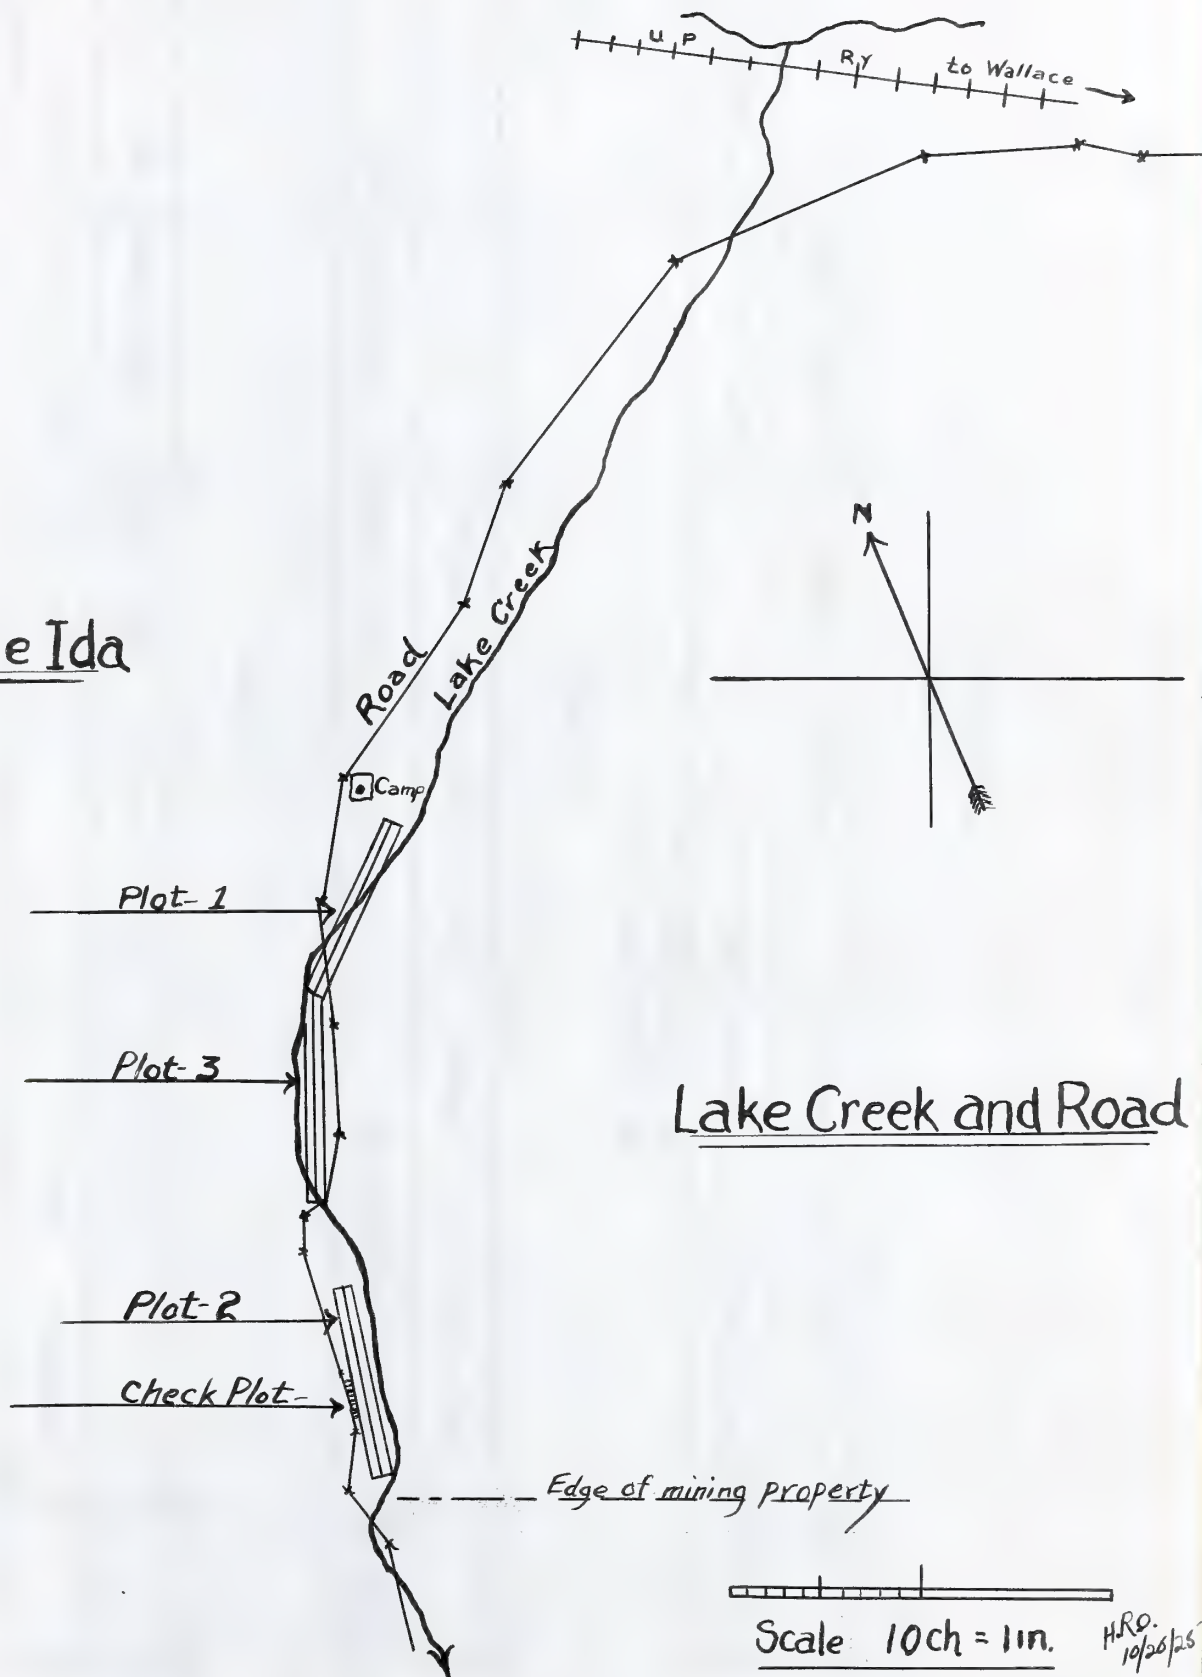 U P Ry to Wallace
N
e Ida
Road
Lake Creek
Camp
Plot-1
Plot-3
Lake Creek and Road
Plot-2
Check Plot-
Edge of mining property
Scale 10ch = 1in.
10/26/25